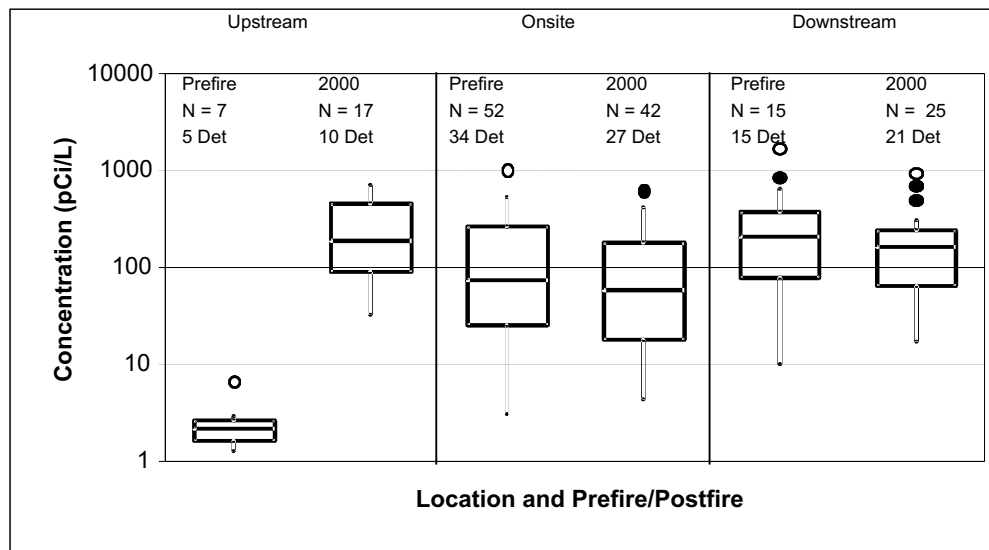 Upstream Onsite Downstream
Prefire 2000 Prefire 2000 Prefire 2000
N = 7 N = 17 N = 52 N = 42 N = 15 N = 25
5 Det 10 Det 34 Det 27 Det 15 Det 21 Det
10000
1000
100
10
1
Concentration (pCi/L)
Location and Prefire/Postfire